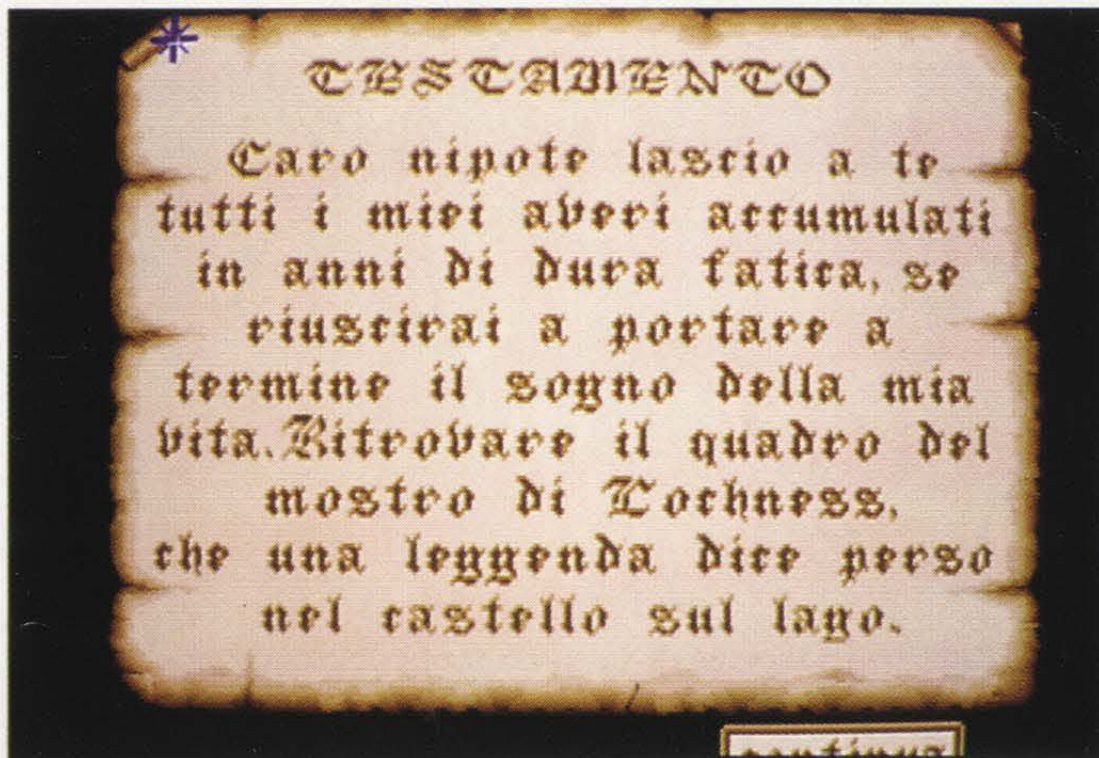 TESTAMENTO
Caro nipote lascio a te
tutti i miei averi accumulati
in anni di dura fatica, se
riuscirai a portare a
termine il sogno della mia
vita.Ritrovare il quadro del
mostro di Lochness,
che una leggenda dice perso
nel castello sul lago.
continua